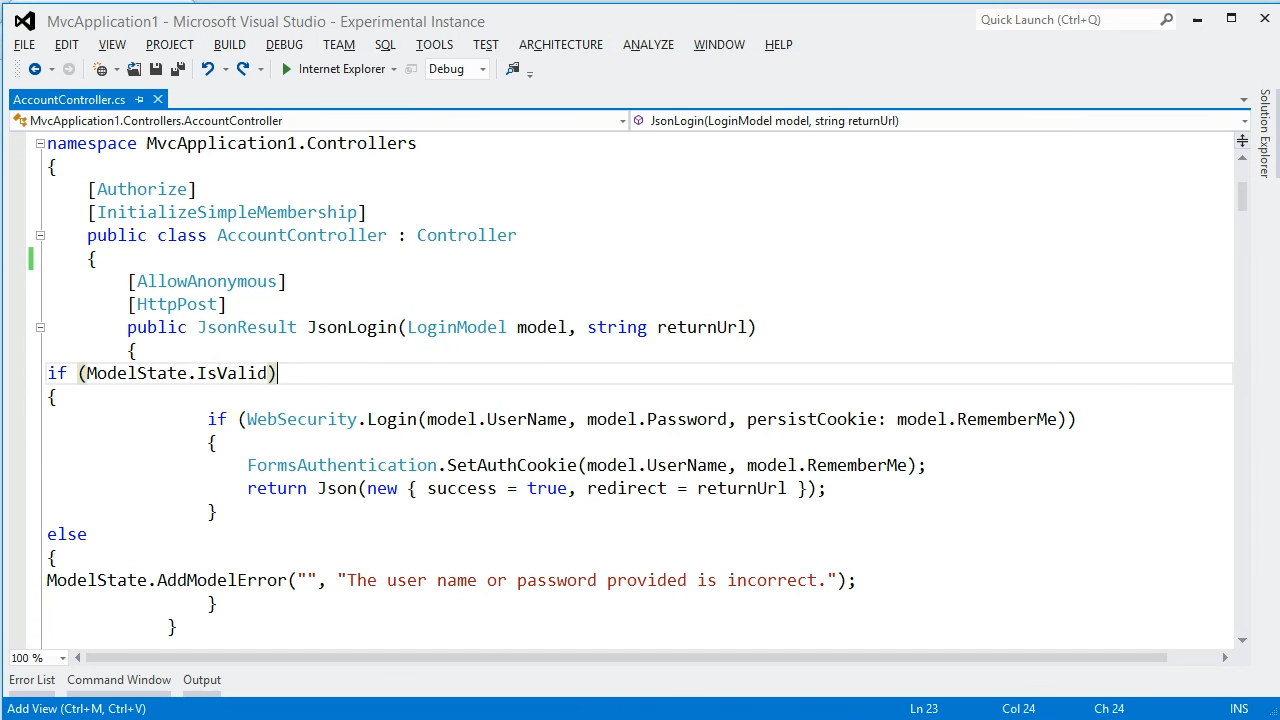 MvcApplication1 - Microsoft Visual Studio - Experimental Instance
Quick Launch (Ctrl+Q)
FILE EDIT VIEW PROJECT BUILD DEBUG TEAM SQL TOOLS TEST ARCHITECTURE ANALYZE WINDOW HELP
Internet Explorer Debug
AccountController.cs
MvcApplication1.Controllers.AccountController
JsonLogin(LoginModel model, string returnUrl)
Solution Explorer
namespace MvcApplication1.Controllers
{
[Authorize]
[InitializeSimpleMembership]
public class AccountController : Controller
{
[AllowAnonymous]
[HttpPost]
public JsonResult JsonLogin(LoginModel model, string returnUrl)
{
if (ModelState.IsValid)
{
if (WebSecurity.Login(model.UserName, model.Password, persistCookie: model.RememberMe))
{
FormsAuthentication.SetAuthCookie(model.UserName, model.RememberMe);
return Json(new { success = true, redirect = returnUrl });
}
else
{
ModelState.AddModelError("", "The user name or password provided is incorrect.");
}
}
100 %
Error List Command Window Output
Add View (Ctrl+M, Ctrl+V) Ln 23 Col 24 Ch 24 INS